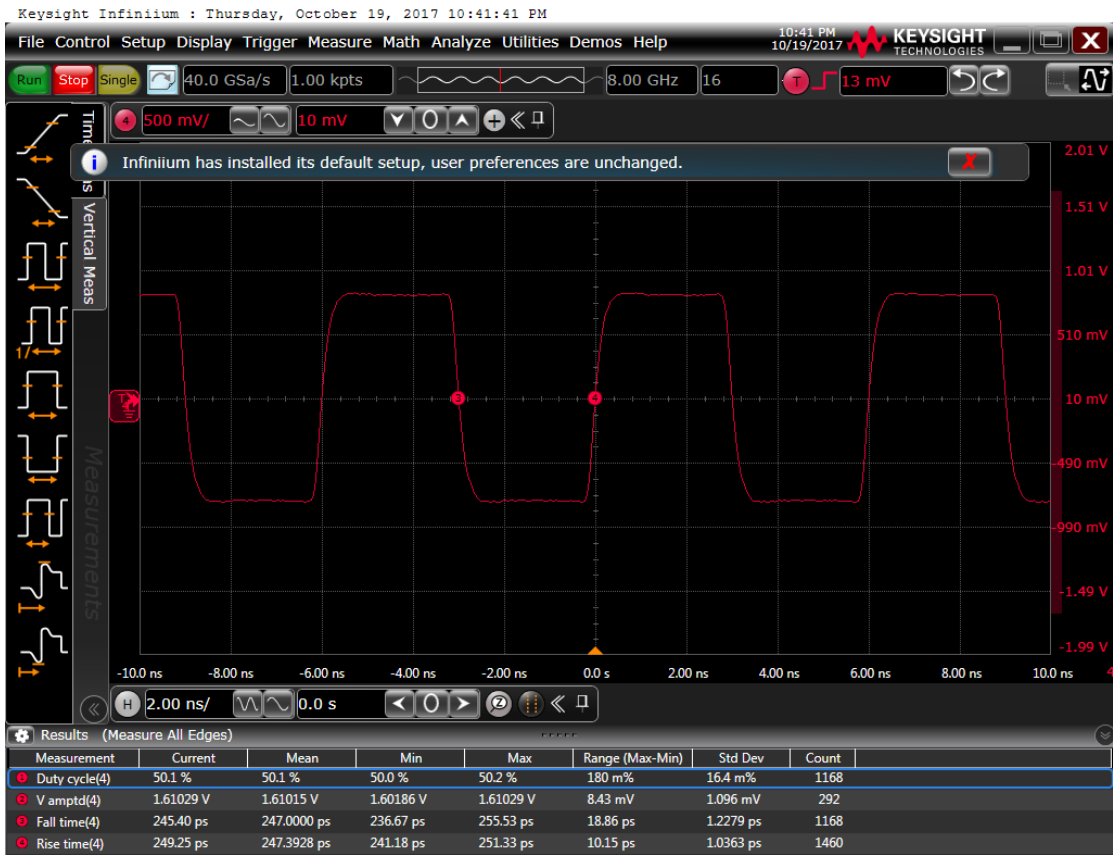 Keysight Infiniium : Thursday, October 19, 2017 10:41:41 PM
File Control Setup Display Trigger Measure Math Analyze Utilities Demos Help
10:41 PM
10/19/2017
KEYSIGHT
TECHNOLOGIES
Run Stop Single 40.0 GSa/s 1.00 kpts 8.00 GHz 16 T 13 mV
4 500 mV/ 10 mV
Infiniium has installed its default setup, user preferences are unchanged.
Vertical Meas
Measurements
1/
2.01 V
1.51 V
1.01 V
510 mV
10 mV
-490 mV
-990 mV
-1.49 V
-1.99 V
T
3
4
-10.0 ns -8.00 ns -6.00 ns -4.00 ns -2.00 ns 0.0 s 2.00 ns 4.00 ns 6.00 ns 8.00 ns 10.0 ns
H 2.00 ns/ 0.0 s
Results (Measure All Edges)
Measurement Current Mean Min Max Range (Max-Min) Std Dev Count
1 Duty cycle(4) 50.1 % 50.1 % 50.0 % 50.2 % 180 m% 16.4 m% 1168
2 V amptd(4) 1.61029 V 1.61015 V 1.60186 V 1.61029 V 8.43 mV 1.096 mV 292
3 Fall time(4) 245.40 ps 247.0000 ps 236.67 ps 255.53 ps 18.86 ps 1.2279 ps 1168
4 Rise time(4) 249.25 ps 247.3928 ps 241.18 ps 251.33 ps 10.15 ps 1.0363 ps 1460